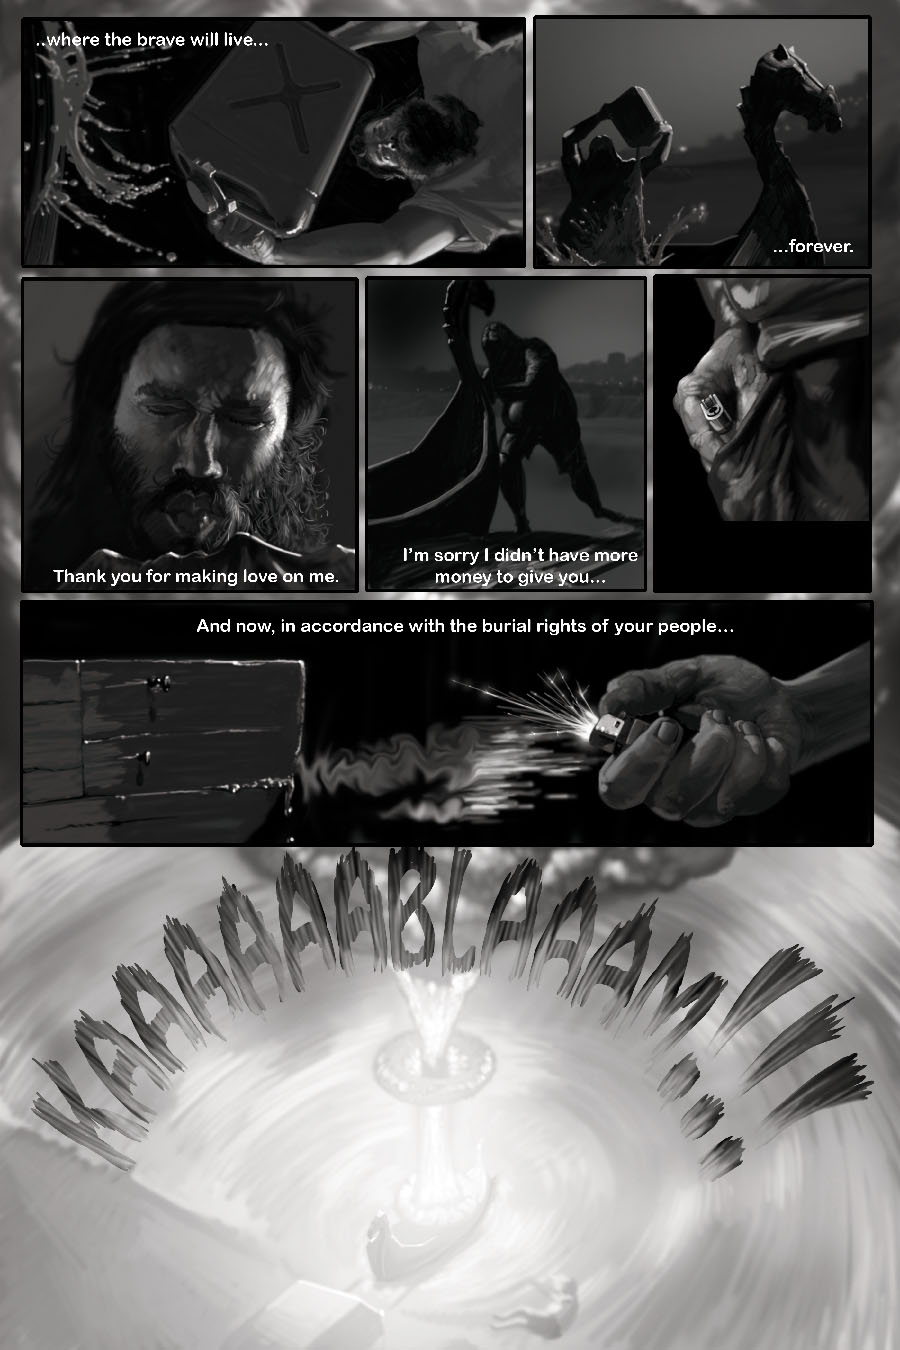 ..where the brave will live...
...forever.
Thank you for making love on me.
I'm sorry I didn't have more
money to give you...
And now, in accordance with the burial rights of your people...
KAAAAAAABLAAAM!!!